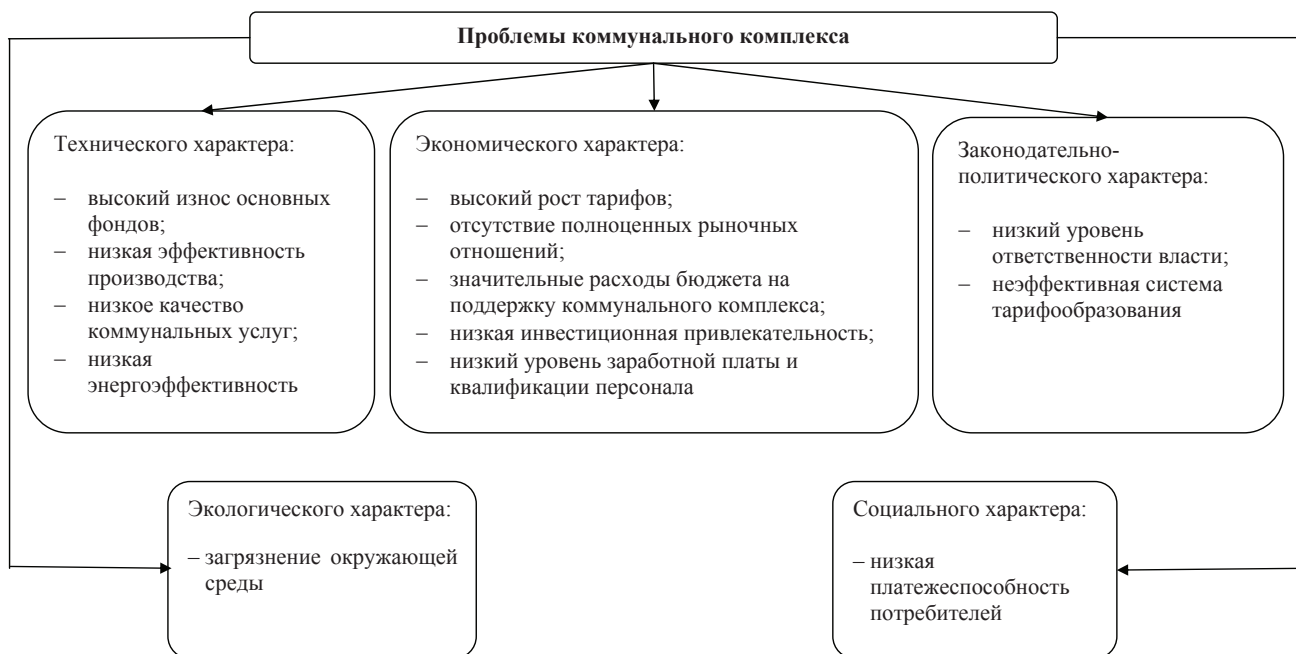 Проблемы коммунального комплекса
Технического характера:
– высокий износ основных
фондов;
– низкая эффективность
производства;
– низкое качество
коммунальных услуг;
– низкая
энергоэффективность
Экономического характера:
– высокий рост тарифов;
– отсутствие полноценных рыночных
отношений;
– значительные расходы бюджета на
поддержку коммунального комплекса;
– низкая инвестиционная привлекательность;
– низкий уровень заработной платы и
квалификации персонала
Законодательно-
политического характера:
– низкий уровень
ответственности власти;
– неэффективная система
тарифообразования
Экологического характера:
– загрязнение окружающей
среды
Социального характера:
– низкая
платежеспособность
потребителей